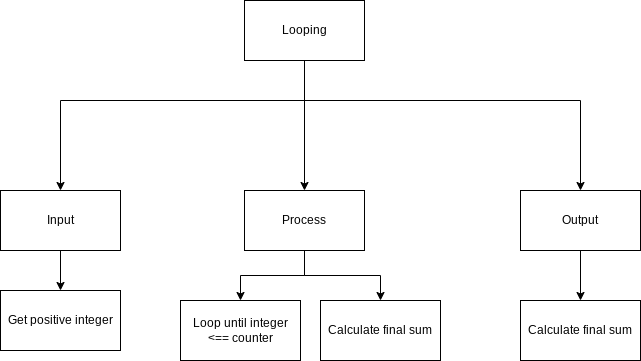 Looping
Input
Process
Output
Get positive integer
Loop until integer
<== counter
Calculate final sum
Calculate final sum